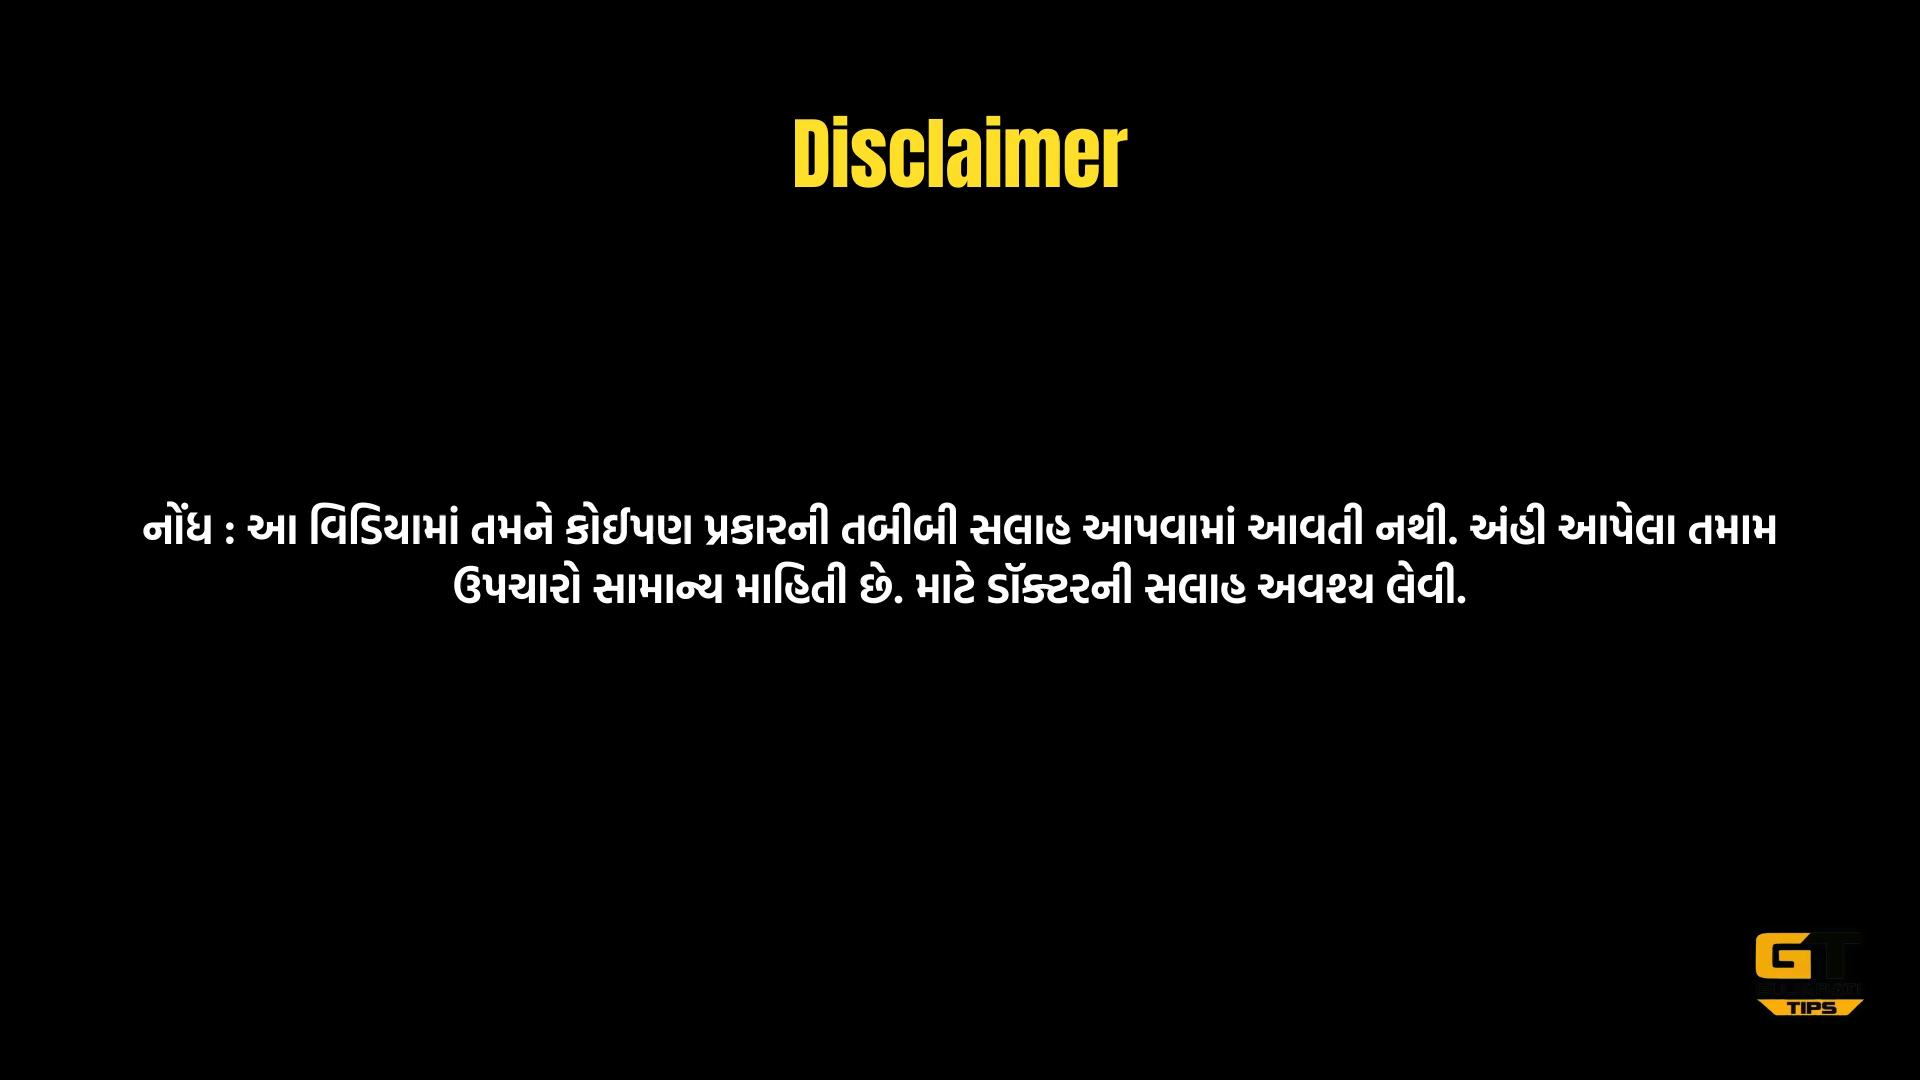 Disclaimer
નોંધ : આ વિડિયામાં તમને કોઈપણ પ્રકારની તબીબી સલાહ આપવામાં આવતી નથી. અંહી આપેલા તમામ
ઉપચારો સામાન્ય માહિતી છે. માટે ડૉક્ટરની સલાહ અવશ્ય લેવી.
GT
TIPS